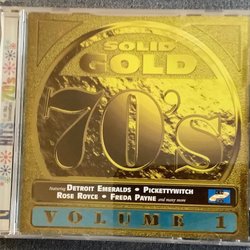 SOLID
GOLD
70's
Featuring DETROIT EMERALDS • PICKETTYWITCH
ROSE ROYCE • FREDA PAYNE and many more
VOLUME 1